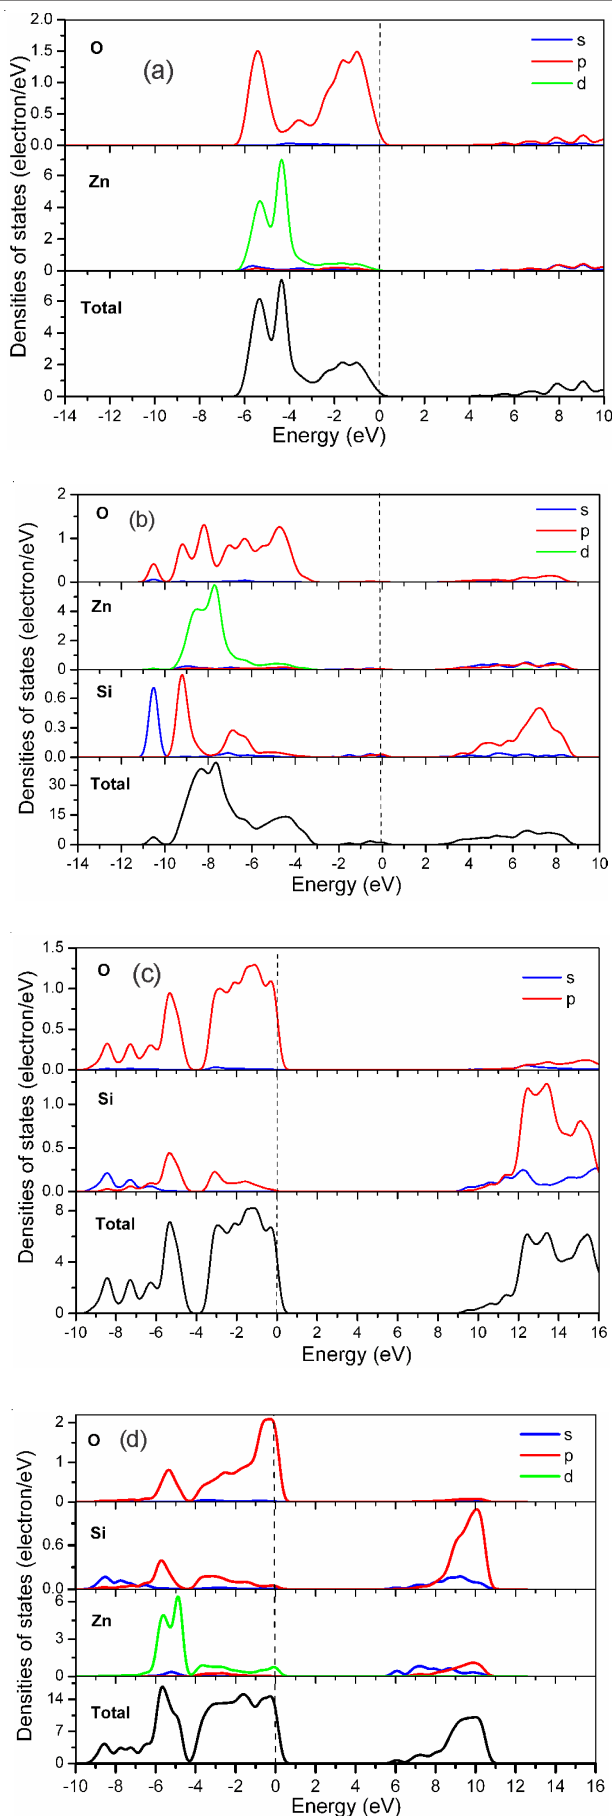 2.0
O
(a)
s
p
d
1.5
1.0
0.5
0.0
Zn
6
4
2
0
Total
6
4
2
0
-14 -12 -10 -8 -6 -4 -2 0 2 4 6 8 10
Energy (eV)
Densities of states (electron/eV)
2
O
(b)
s
p
d
1
0
Zn
4
2
0
Si
0.6
0.3
0.0
Total
30
15
0
-14 -12 -10 -8 -6 -4 -2 0 2 4 6 8 10
Energy (eV)
Densities of states (electron/eV)
1.5
O
(c)
s
p
1.0
0.5
0.0
Si
1.0
0.5
0.0
Total
8
4
0
-10 -8 -6 -4 -2 0 2 4 6 8 10 12 14 16
Energy (eV)
Densities of states (electron/eV)
2
O
(d)
s
p
d
1
0
Si
0.6
0.0
Zn
6
3
0
Total
14
7
0
-10 -8 -6 -4 -2 0 2 4 6 8 10 12 14 16
Energy (eV)
Densities of states (electron/eV)